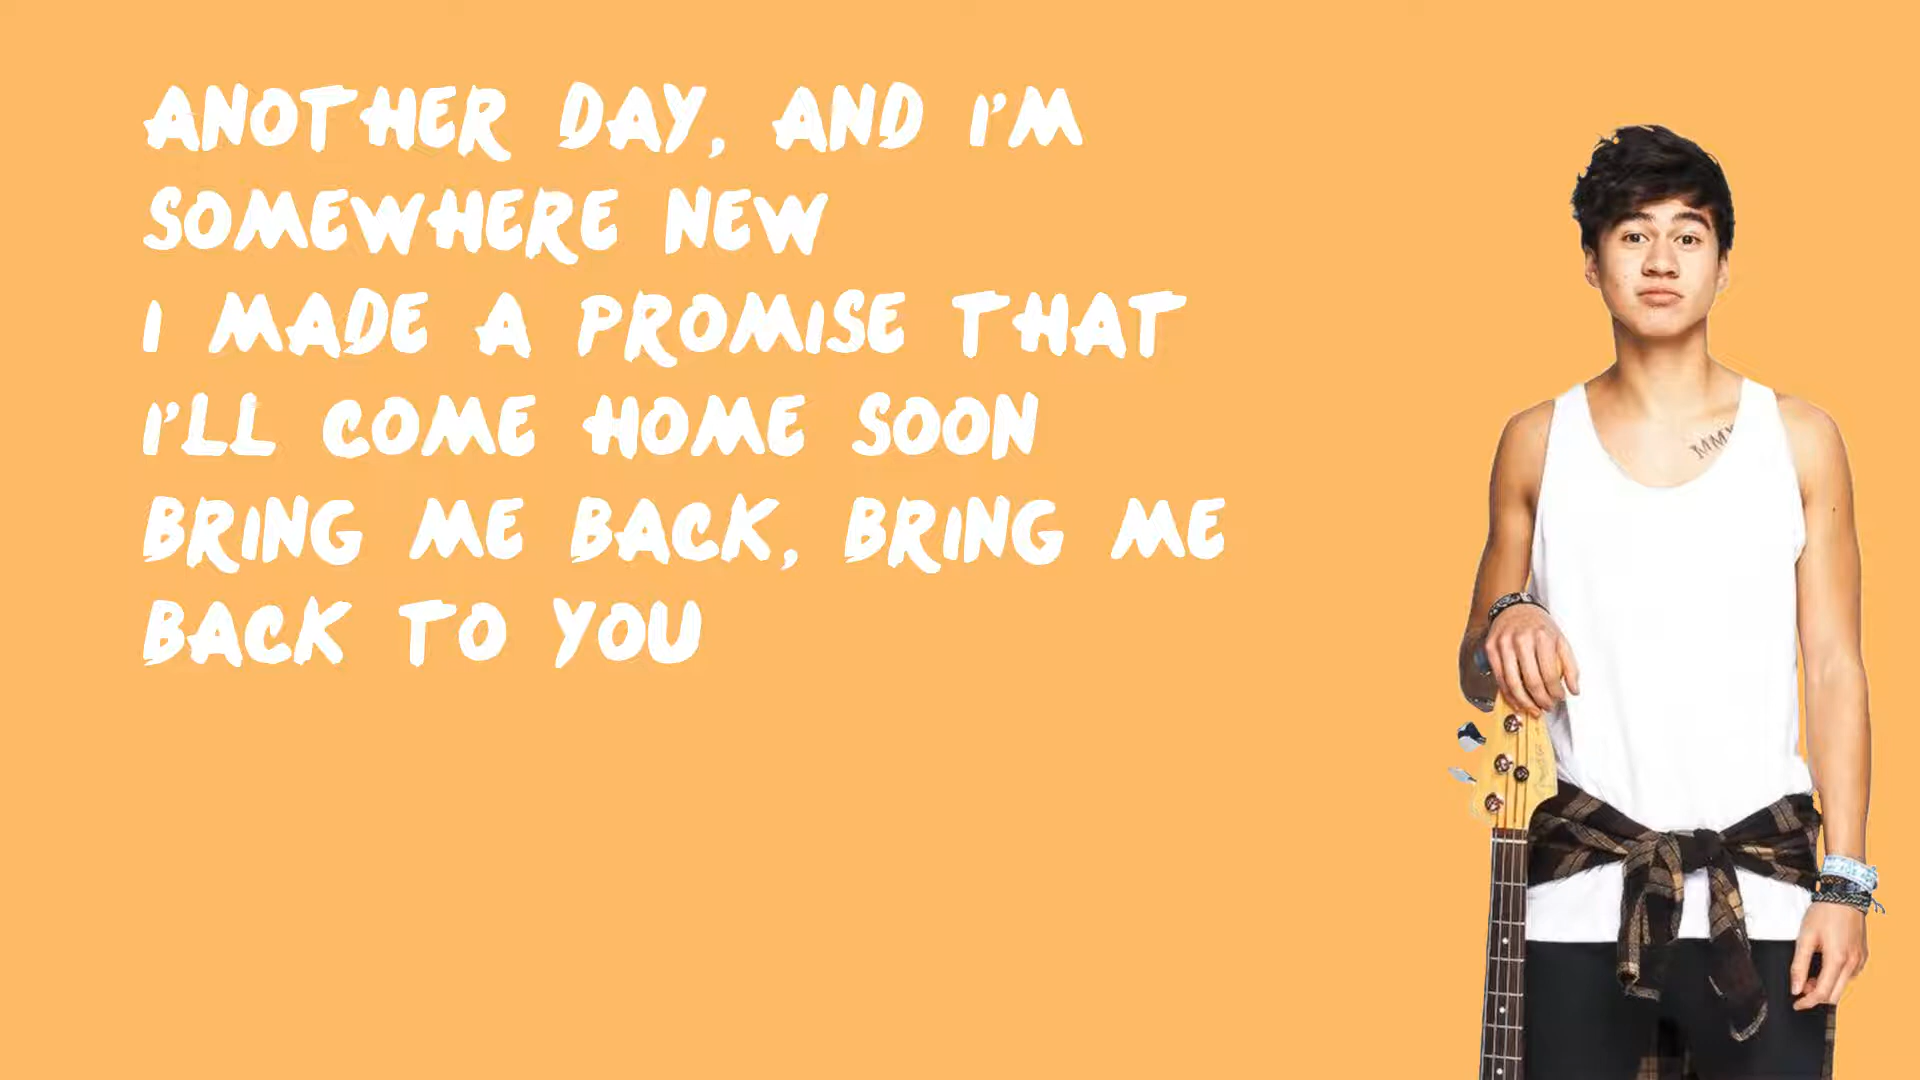 ANOTHER DAY, AND I'M
SOMEWHERE NEW
I MADE A PROMISE THAT
I'LL COME HOME SOON
BRING ME BACK, BRING ME
BACK TO YOU
MMX